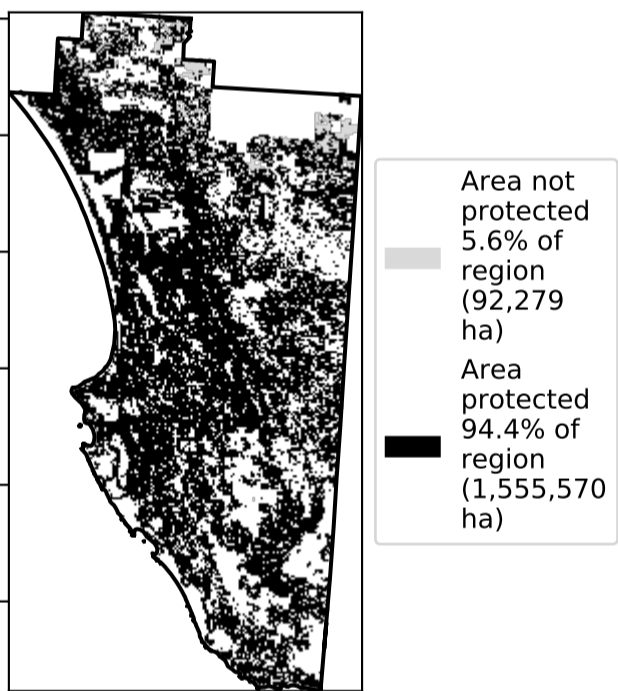 Area not
protected
5.6% of
region
(92,279
ha)
Area
protected
94.4% of
region
(1,555,570
ha)